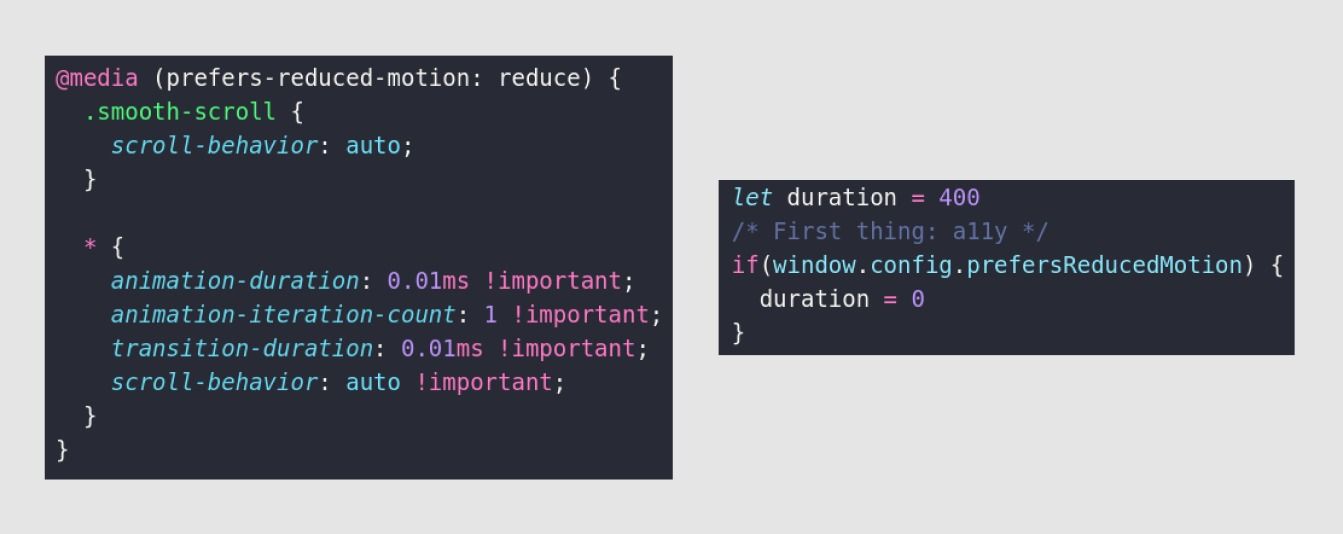 @media (prefers-reduced-motion: reduce) {
  .smooth-scroll {
    scroll-behavior: auto;
  }

  * {
    animation-duration: 0.01ms !important;
    animation-iteration-count: 1 !important;
    transition-duration: 0.01ms !important;
    scroll-behavior: auto !important;
  }
}
let duration = 400
/* First thing: a11y */
if(window.config.prefersReducedMotion) {
  duration = 0
}